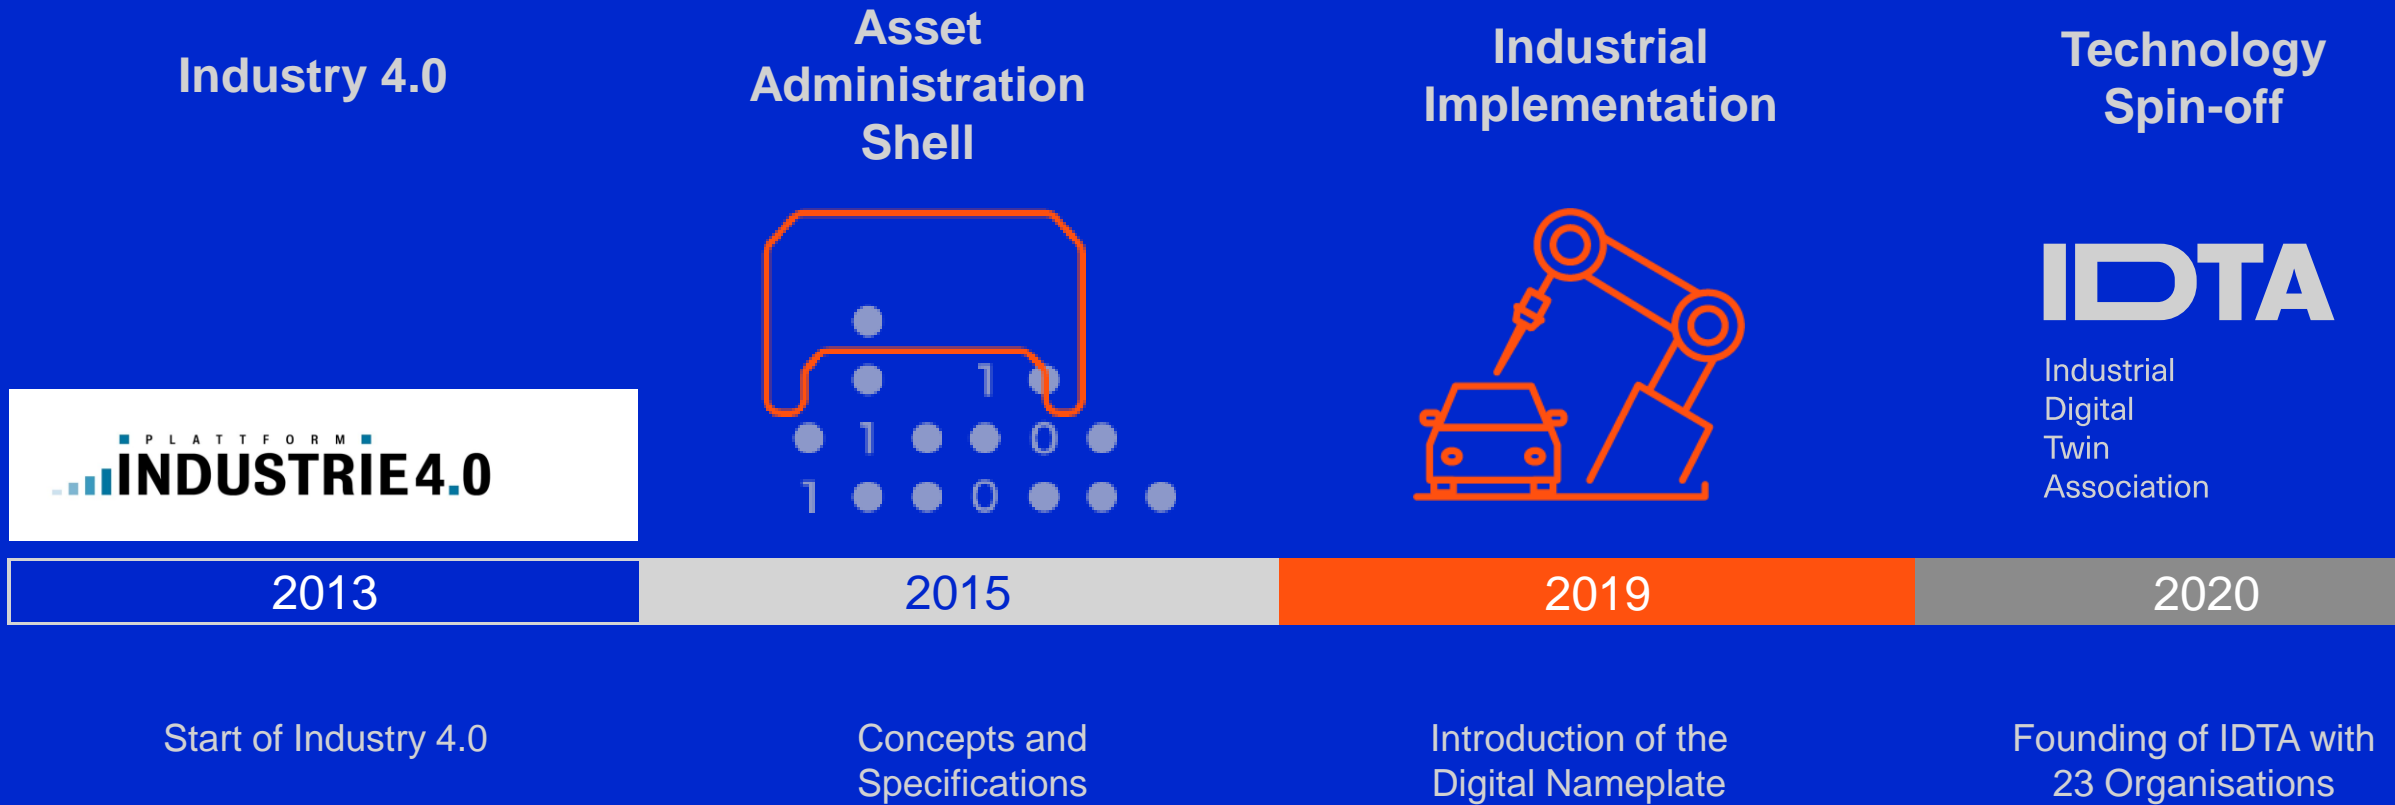 Industry 4.0
Asset
Administration
Shell
Industrial
Implementation
Technology
Spin-off
PLATTFORM
INDUSTRIE4.0
1
1 0
1 0
IDTA
Industrial
Digital
Twin
Association
2013
2015
2019
2020
Start of Industry 4.0
Concepts and
Specifications
Introduction of the
Digital Nameplate
Founding of IDTA with
23 Organisations